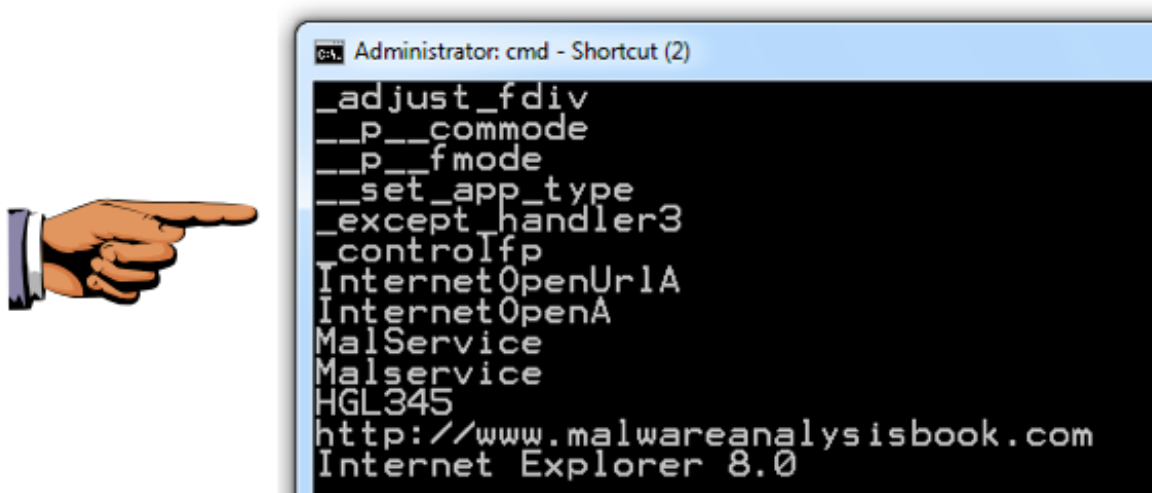 Administrator: cmd - Shortcut (2)
_adjust_fdiv
__p__commode
__p__fmode
__set_app_type
_except_handler3
_controlfp
InternetOpenUrlA
InternetOpenA
MalService
Malservice
HGL345
http://www.malwareanalysisbook.com
Internet Explorer 8.0